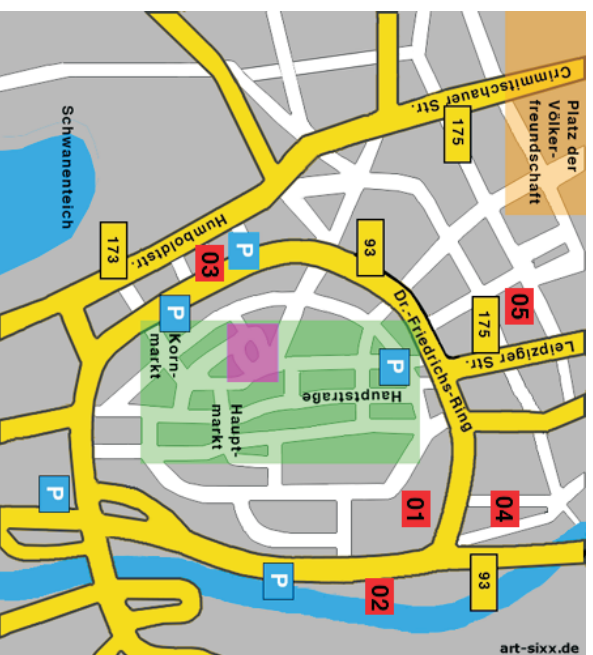 Crimmitschauer Str.
Platz der
Völker-
freundschaft
175
Schwanenteich
Humboldtstr.
173
93
03
P
05
175
Dr.-Friedrichs-Ring
Leipziger Str.
P
Korn-
markt
P
Hauptstraße
Haupt-
markt
P
01
04
P
02
93
art-sixx.de